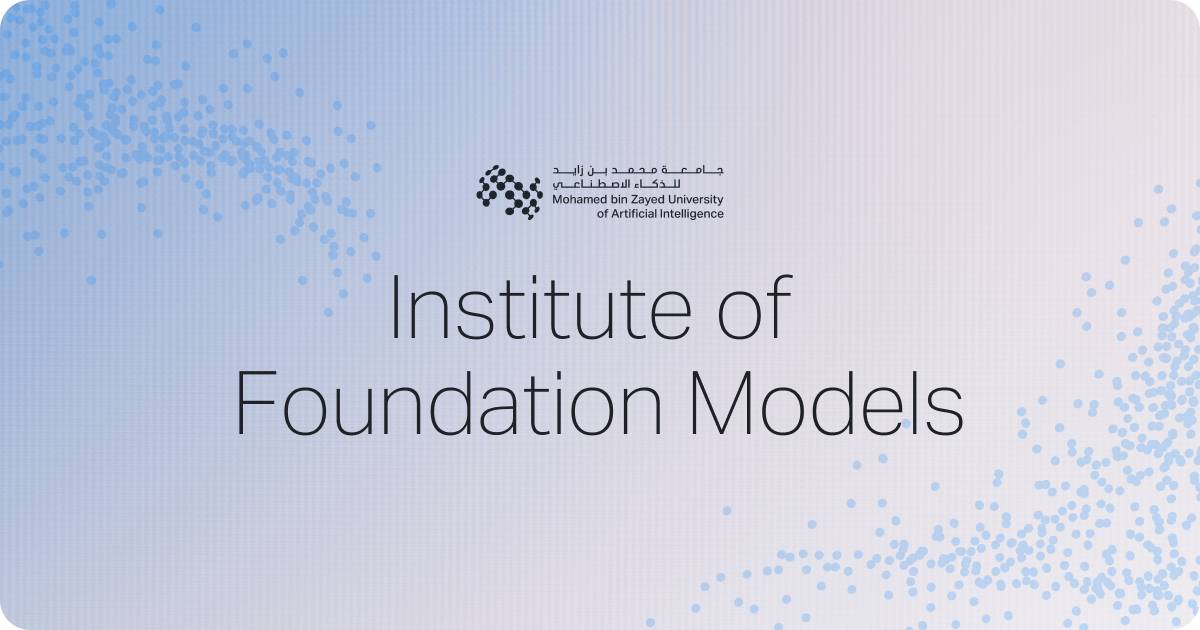 جامعة محمد بن زايد
للذكاء الاصطناعي
Mohamed bin Zayed University
of Artificial Intelligence
Institute of
Foundation Models